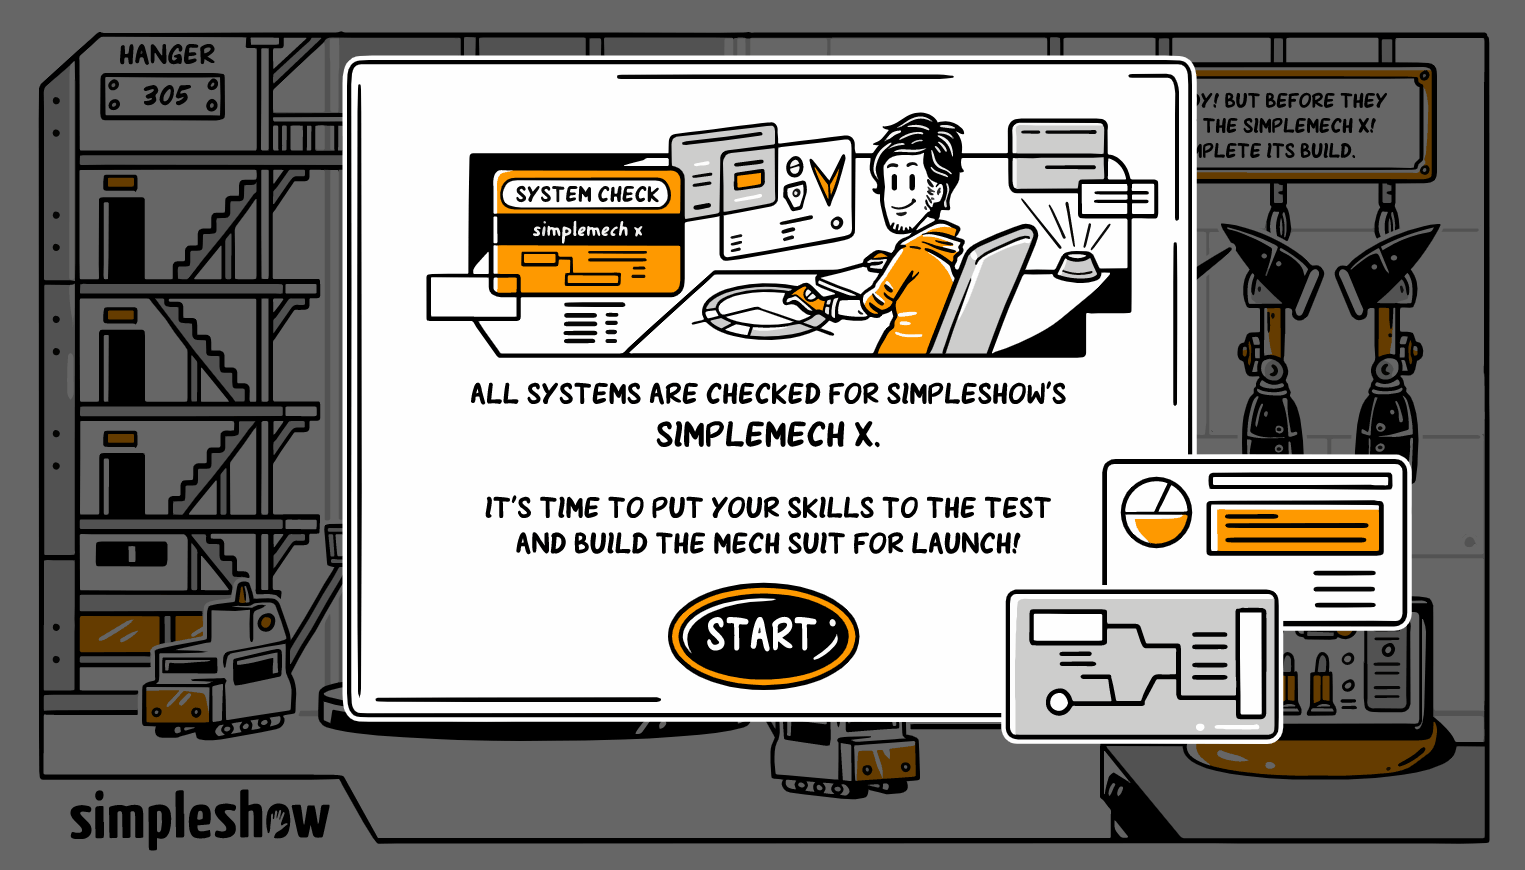 HANGER
305
OY! BUT BEFORE THEY
THE SIMPLEMECH X!
MPLETE ITS BUILD.
SYSTEM CHECK
simplemech x
ALL SYSTEMS ARE CHECKED FOR SIMPLESHOW'S
SIMPLEMECH X.
IT'S TIME TO PUT YOUR SKILLS TO THE TEST
AND BUILD THE MECH SUIT FOR LAUNCH!
START
simpleshow